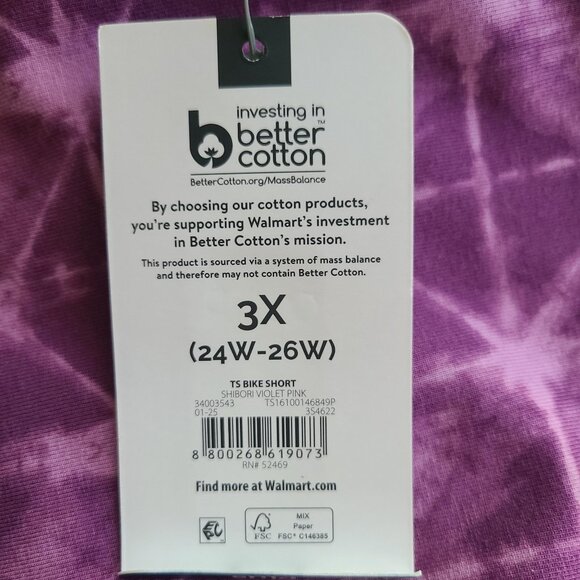 investing in
better™
cotton
BetterCotton.org/MassBalance
By choosing our cotton products,
you're supporting Walmart's investment
in Better Cotton's mission.
This product is sourced via a system of mass balance
and therefore may not contain Better Cotton.
3X
(24W-26W)
TS BIKE SHORT
SHIBORI VIOLET PINK
34003543 TS16100146849P
01-25 354622
8 800268 619073
RN# 52469
Find more at Walmart.com
FSC
MIX
Paper
FSC® C146385